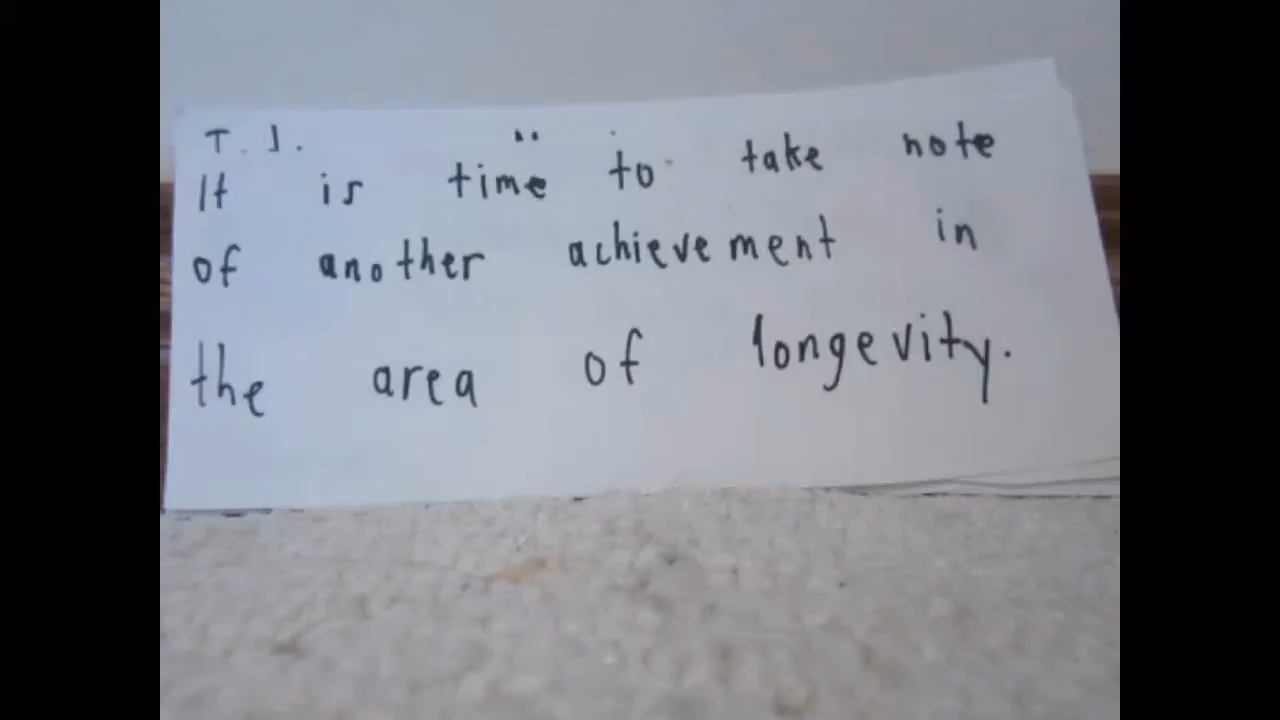 T. J.
It is time to take note
of another achievement in
the area of longevity.